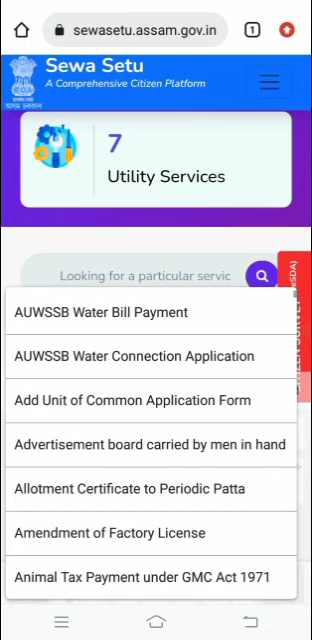 sewasetu.assam.gov.in
1
Sewa Setu
A Comprehensive Citizen Platform
7
Utility Services
Looking for a particular servic
AUWSSB Water Bill Payment
AUWSSB Water Connection Application
Add Unit of Common Application Form
Advertisement board carried by men in hand
Allotment Certificate to Periodic Patta
Amendment of Factory License
Animal Tax Payment under GMC Act 1971